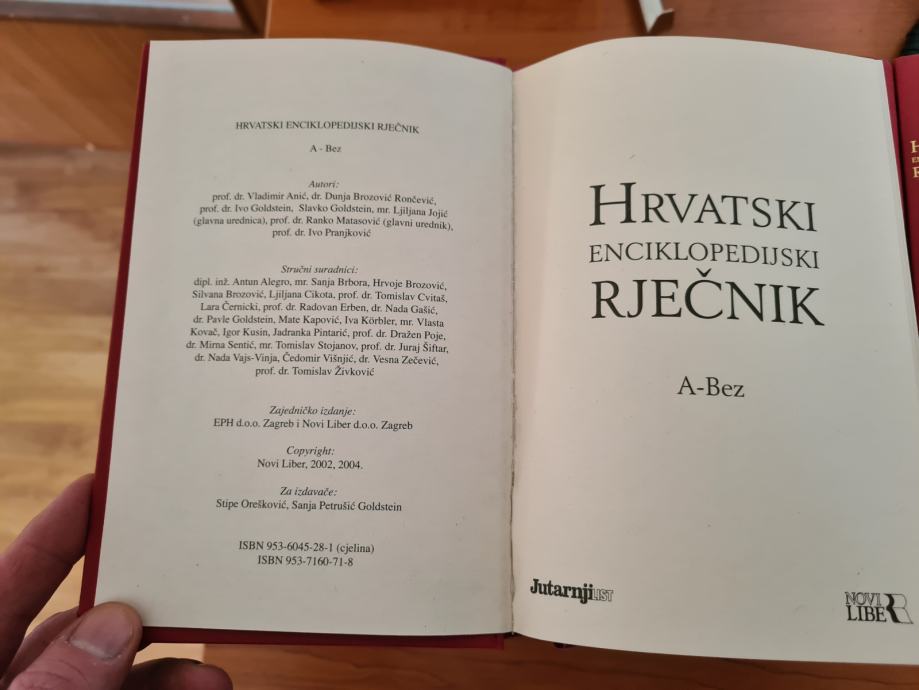 HRVATSKI ENCIKLOPEDIJSKI RJEČNIK
A - Bez
Autori:
prof. dr. Vladimir Anić, dr. Dunja Brozović Rončević,
prof. dr. Ivo Goldstein, Slavko Goldstein, mr. Ljiljana Jojić
(glavna urednica), prof. dr. Ranko Matasović (glavni urednik),
prof. dr. Ivo Pranjković
Stručni suradnici:
dipl. inž. Antun Alegro, mr. Sanja Brbora, Hrvoje Brozović,
Silvana Brozović, Ljiljana Cikota, prof. dr. Tomislav Cvitaš,
Lara Černicki, prof. dr. Radovan Erben, dr. Nada Gašić,
dr. Pavle Goldstein, Mate Kapović, Iva Körbler, mr. Vlasta
Kovač, Igor Kusin, Jadranka Pintarić, prof. dr. Dražen Poje,
dr. Mirna Sentić, mr. Tomislav Stojanov, prof. dr. Juraj Šiftar,
dr. Nada Vajs-Vinja, Čedomir Višnjić, dr. Vesna Zečević,
prof. dr. Tomislav Živković
Zajedničko izdanje:
EPH d.o.o. Zagreb i Novi Liber d.o.o. Zagreb
Copyright:
Novi Liber, 2002, 2004.
Za izdavače:
Stipe Orešković, Sanja Petrušić Goldstein
ISBN 953-6045-28-1 (cjelina)
ISBN 953-7160-71-8
HRVATSKI
ENCIKLOPEDIJSKI
RJEČNIK
A-Bez
Jutarnji LIST
NOVI
LIBER